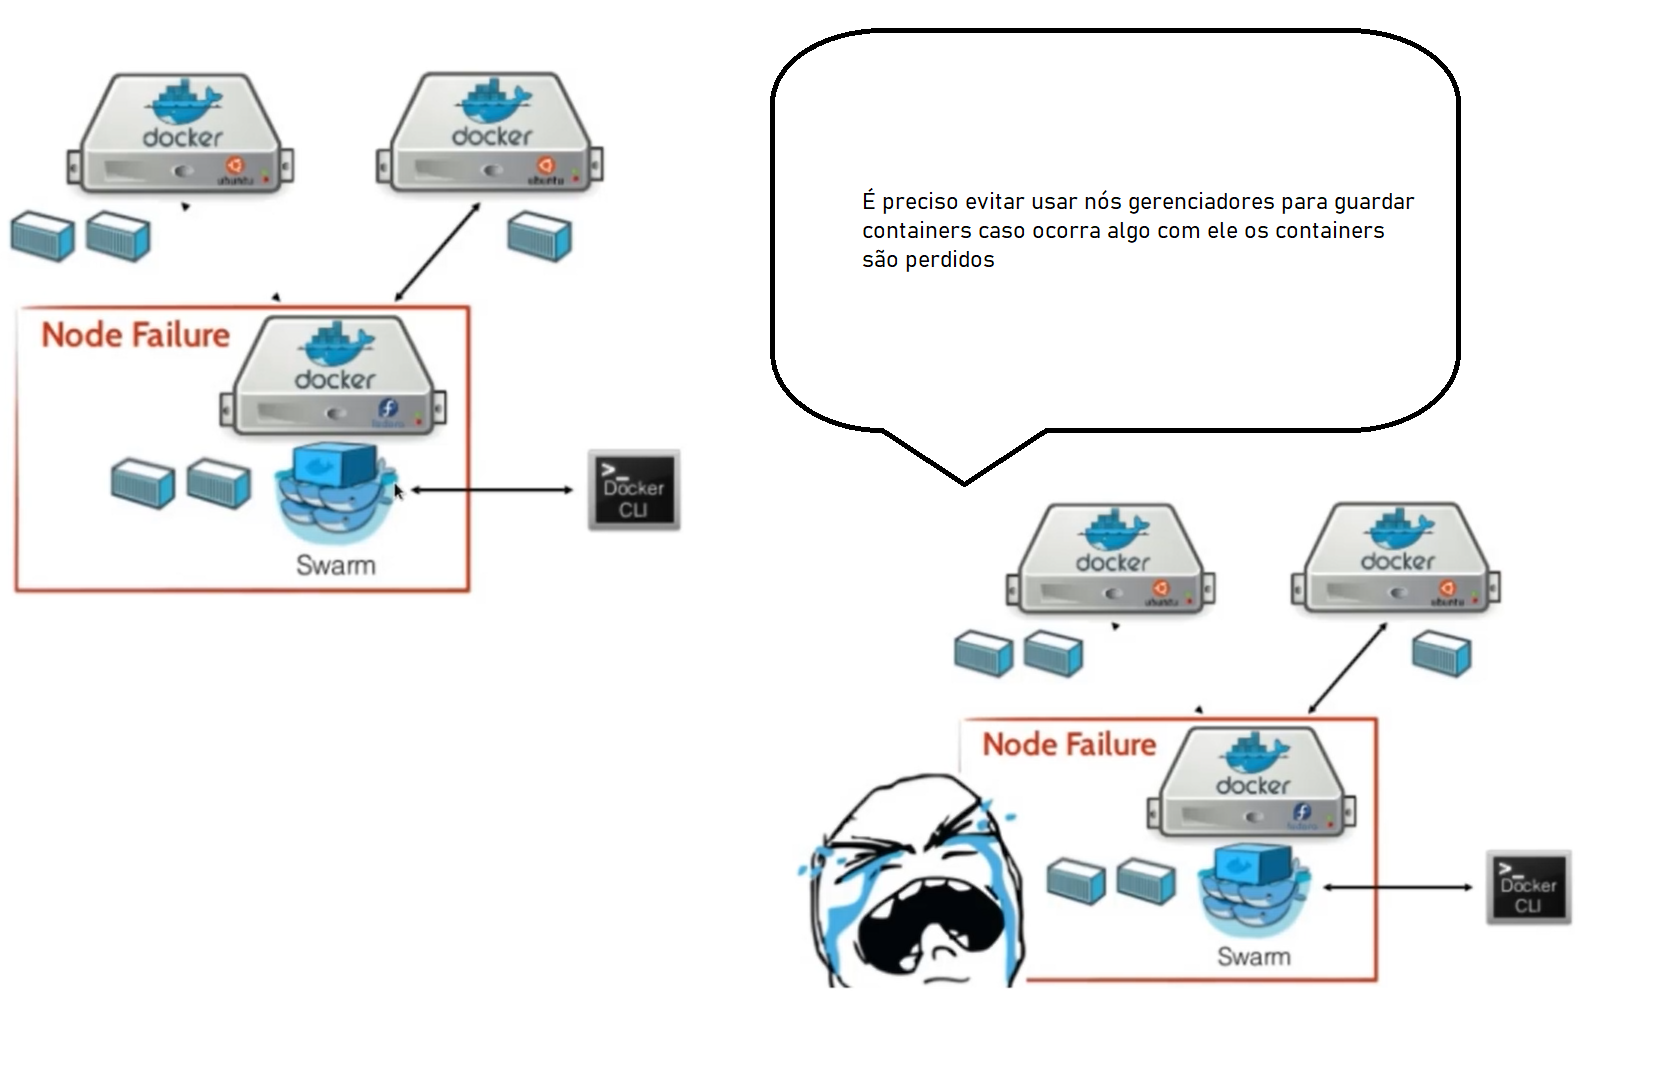 docker
ubuntu
docker
ubuntu
Node Failure
docker
fedora
>_
Docker
CLI
Swarm
É preciso evitar usar nós gerenciadores para guardar
containers caso ocorra algo com ele os containers
são perdidos
docker
ubuntu
docker
ubuntu
Node Failure
docker
fedora
>_
Docker
CLI
Swarm